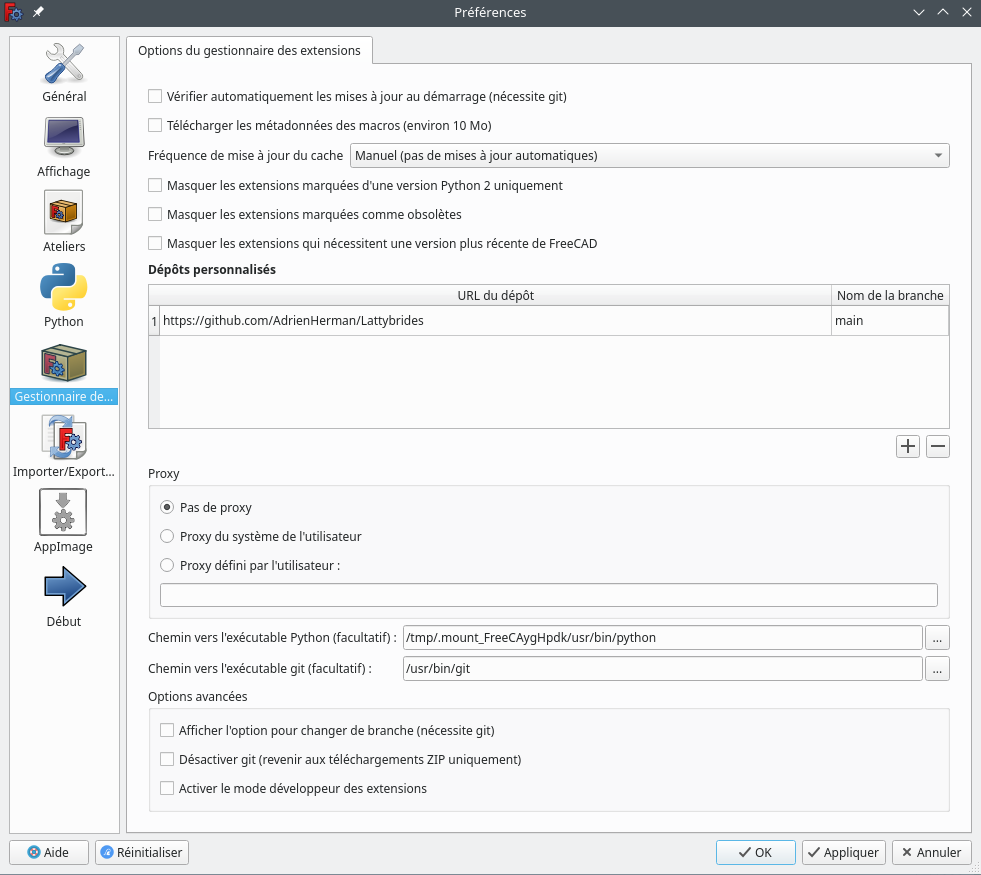 Préférences
Général
Affichage
Ateliers
Python
Gestionnaire de...
Importer/Export...
AppImage
Début
Options du gestionnaire des extensions
Vérifier automatiquement les mises à jour au démarrage (nécessite git)
Télécharger les métadonnées des macros (environ 10 Mo)
Fréquence de mise à jour du cache Manuel (pas de mises à jour automatiques)
Masquer les extensions marquées d'une version Python 2 uniquement
Masquer les extensions marquées comme obsolètes
Masquer les extensions qui nécessitent une version plus récente de FreeCAD
Dépôts personnalisés
URL du dépôt Nom de la branche
1 https://github.com/AdrienHerman/Lattybrides main
Proxy
Pas de proxy
Proxy du système de l'utilisateur
Proxy défini par l'utilisateur :
Chemin vers l'exécutable Python (facultatif) : /tmp/.mount_FreeCAygHpdk/usr/bin/python ...
Chemin vers l'exécutable git (facultatif) : /usr/bin/git ...
Options avancées
Afficher l'option pour changer de branche (nécessite git)
Désactiver git (revenir aux téléchargements ZIP uniquement)
Activer le mode développeur des extensions
Aide Réinitialiser OK Appliquer Annuler